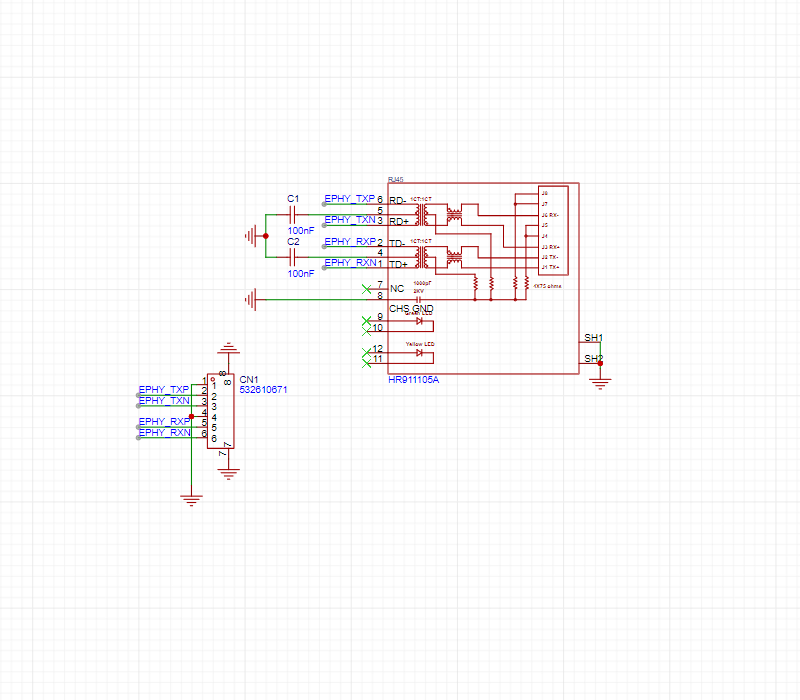 RJ45
C1
EPHY_TXP 6 RD- 1CT:1CT
5
EPHY_TXN 3 RD+
100nF
C2
EPHY_RXP 2 TD- 1CT:1CT
4
EPHY_RXN 1 TD+
100nF
J8
J7
J6 RX-
J5
J4
J3 RX+
J2 TX-
J1 TX+
4X75 ohms
7 NC 1000pF
2KV
8
CHS GND
9
10
12 Yellow LED
11
SH1
SH2
HR911105A
8
8
CN1
532610671
1 1
EPHY_TXP 2 2
EPHY_TXN 3 3
4 4
EPHY_RXP 5 5
EPHY_RXN 6 6
7
7